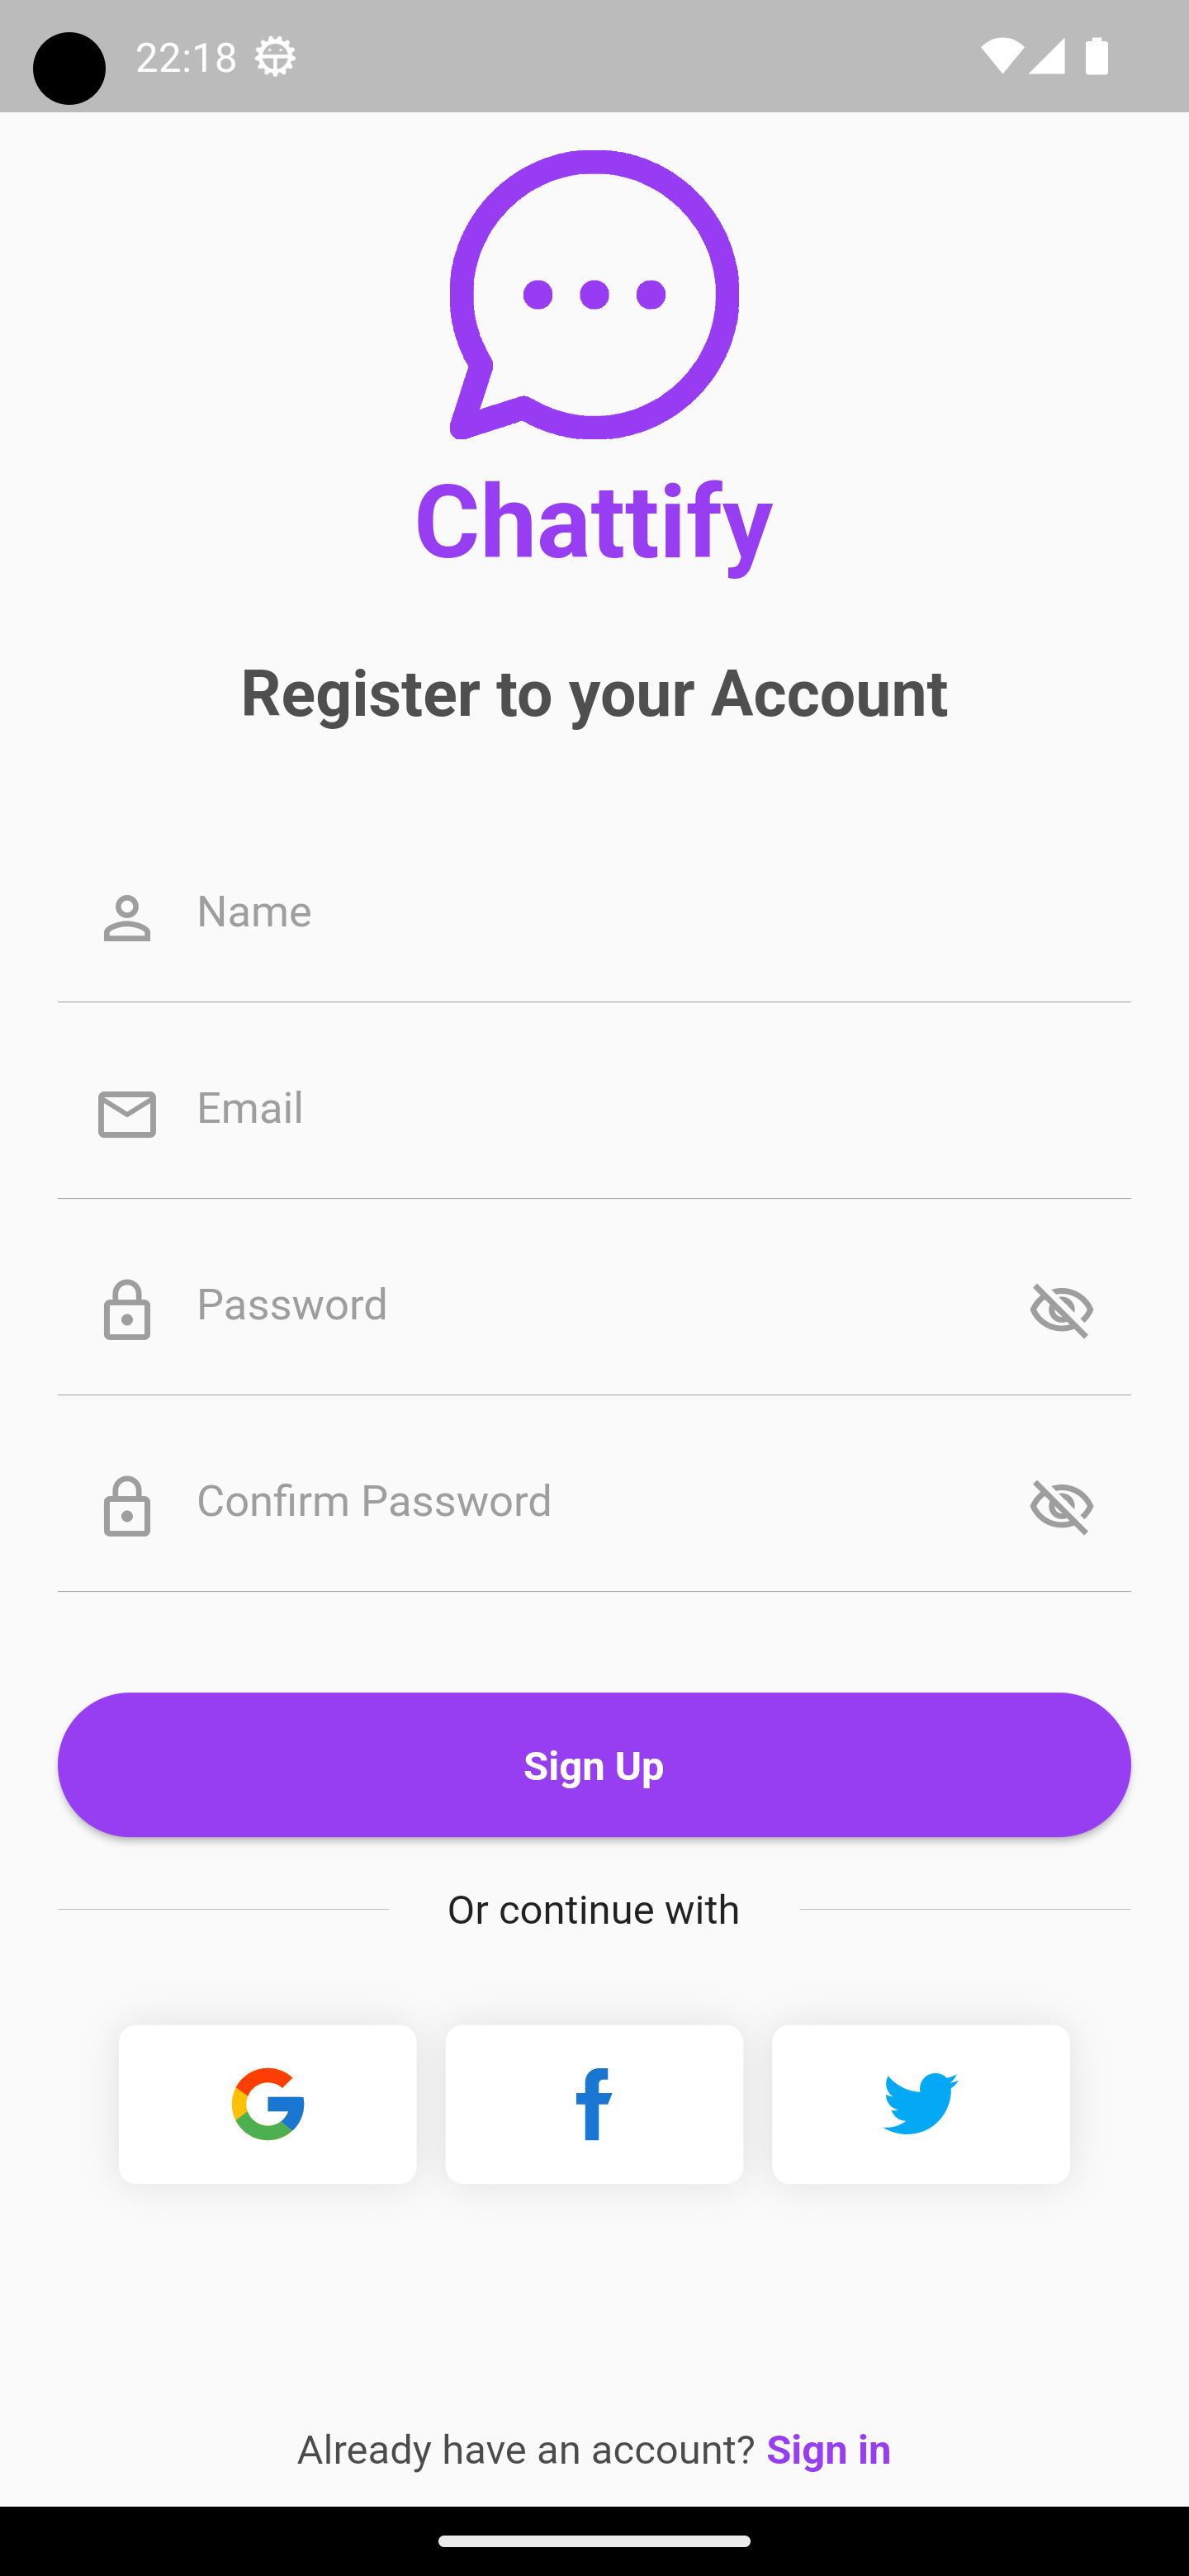 22:18
Chattify
Register to your Account
Name
Email
Password
Confirm Password
Sign Up
Or continue with
Already have an account? Sign in